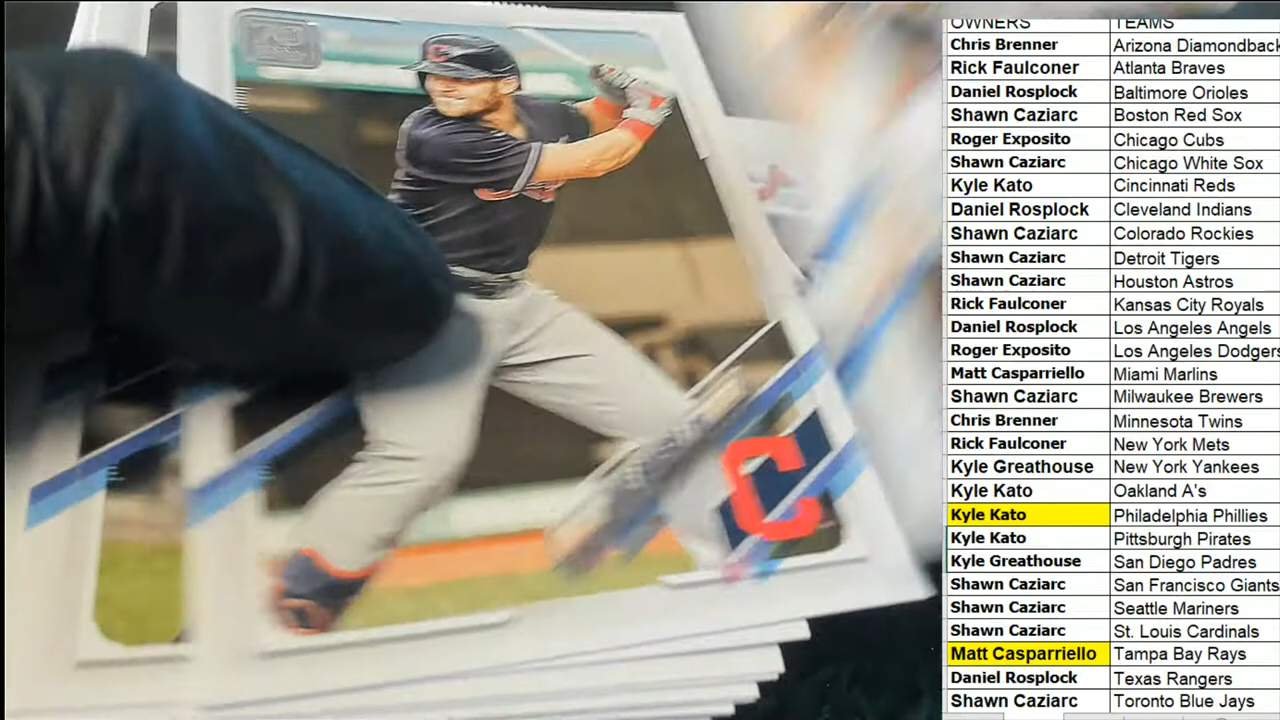 OWNERS TEAMS
Chris Brenner Arizona Diamondback
Rick Faulconer Atlanta Braves
Daniel Rosplock Baltimore Orioles
Shawn Caziarc Boston Red Sox
Roger Exposito Chicago Cubs
Shawn Caziarc Chicago White Sox
Kyle Kato Cincinnati Reds
Daniel Rosplock Cleveland Indians
Shawn Caziarc Colorado Rockies
Shawn Caziarc Detroit Tigers
Shawn Caziarc Houston Astros
Rick Faulconer Kansas City Royals
Daniel Rosplock Los Angeles Angels
Roger Exposito Los Angeles Dodgers
Matt Casparriello Miami Marlins
Shawn Caziarc Milwaukee Brewers
Chris Brenner Minnesota Twins
Rick Faulconer New York Mets
Kyle Greathouse New York Yankees
Kyle Kato Oakland A's
Kyle Kato Philadelphia Phillies
Kyle Kato Pittsburgh Pirates
Kyle Greathouse San Diego Padres
Shawn Caziarc San Francisco Giants
Shawn Caziarc Seattle Mariners
Shawn Caziarc St. Louis Cardinals
Matt Casparriello Tampa Bay Rays
Daniel Rosplock Texas Rangers
Shawn Caziarc Toronto Blue Jays
C
C